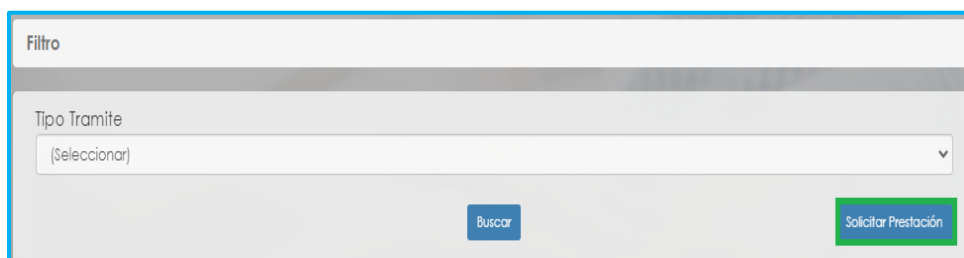 Filtro
Tipo Tramite
(Seleccionar)
Buscar
Solicitar Prestación